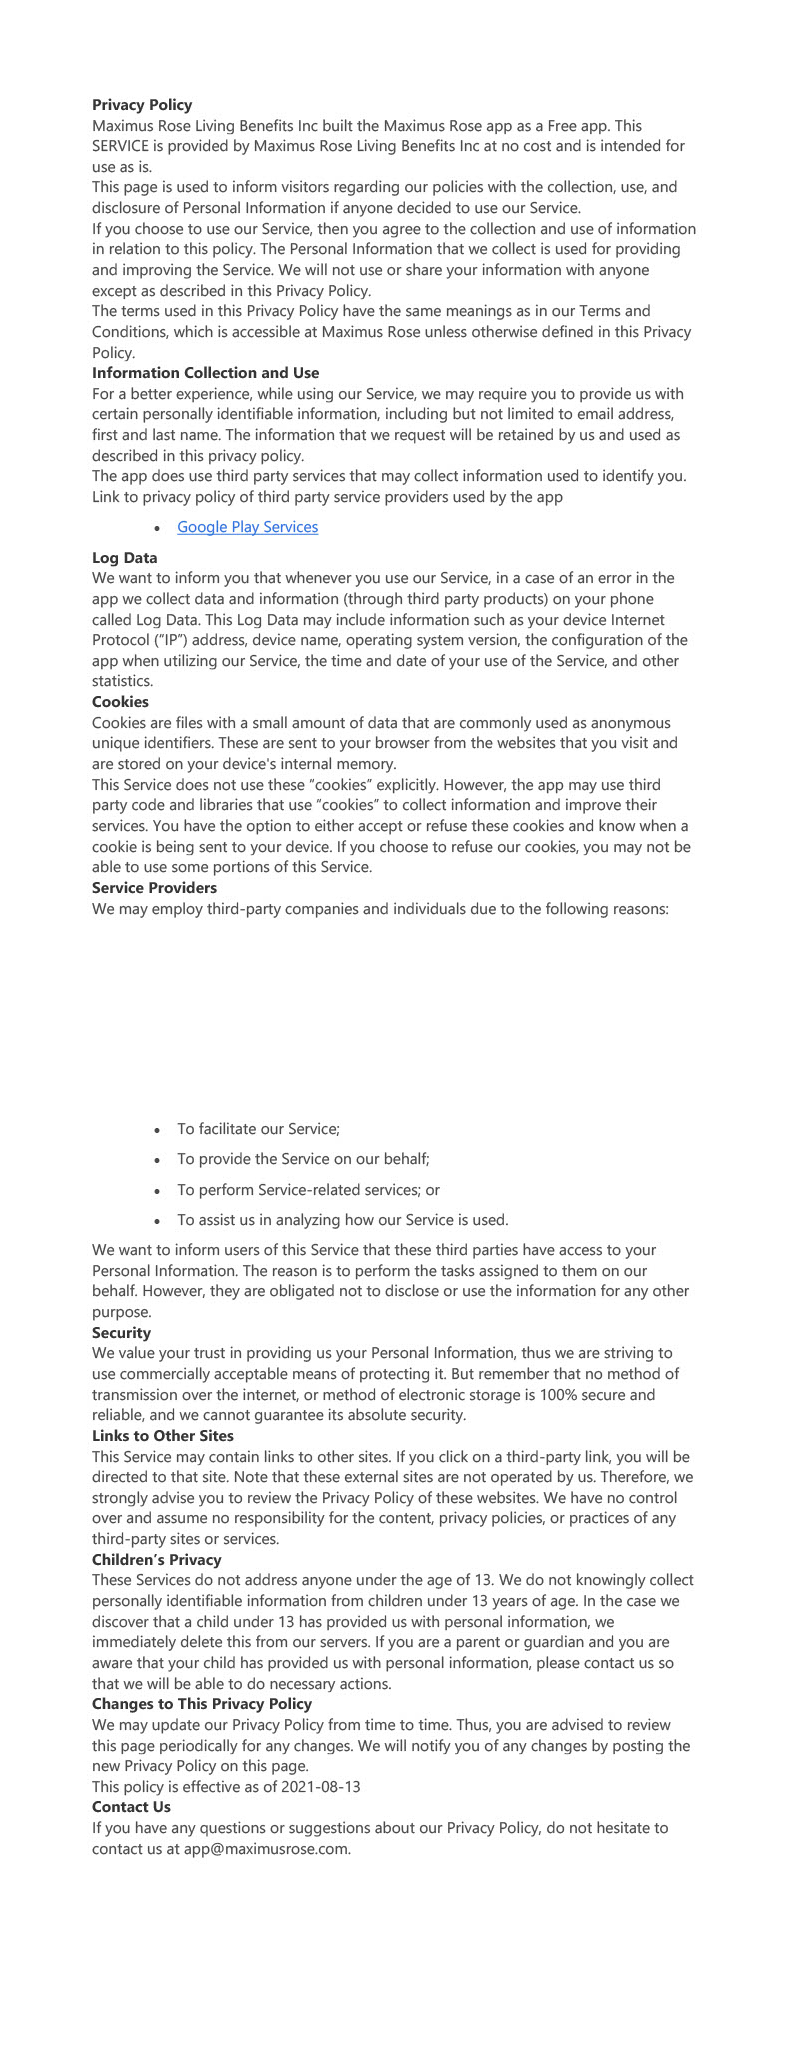 Privacy Policy
Maximus Rose Living Benefits Inc built the Maximus Rose app as a Free app. This
SERVICE is provided by Maximus Rose Living Benefits Inc at no cost and is intended for
use as is.
This page is used to inform visitors regarding our policies with the collection, use, and
disclosure of Personal Information if anyone decided to use our Service.
If you choose to use our Service, then you agree to the collection and use of information
in relation to this policy. The Personal Information that we collect is used for providing
and improving the Service. We will not use or share your information with anyone
except as described in this Privacy Policy.
The terms used in this Privacy Policy have the same meanings as in our Terms and
Conditions, which is accessible at Maximus Rose unless otherwise defined in this Privacy
Policy.
Information Collection and Use
For a better experience, while using our Service, we may require you to provide us with
certain personally identifiable information, including but not limited to email address,
first and last name. The information that we request will be retained by us and used as
described in this privacy policy.
The app does use third party services that may collect information used to identify you.
Link to privacy policy of third party service providers used by the app
• Google Play Services
Log Data
We want to inform you that whenever you use our Service, in a case of an error in the
app we collect data and information (through third party products) on your phone
called Log Data. This Log Data may include information such as your device Internet
Protocol (“IP”) address, device name, operating system version, the configuration of the
app when utilizing our Service, the time and date of your use of the Service, and other
statistics.
Cookies
Cookies are files with a small amount of data that are commonly used as anonymous
unique identifiers. These are sent to your browser from the websites that you visit and
are stored on your device's internal memory.
This Service does not use these “cookies” explicitly. However, the app may use third
party code and libraries that use “cookies” to collect information and improve their
services. You have the option to either accept or refuse these cookies and know when a
cookie is being sent to your device. If you choose to refuse our cookies, you may not be
able to use some portions of this Service.
Service Providers
We may employ third-party companies and individuals due to the following reasons:
• To facilitate our Service;
• To provide the Service on our behalf;
• To perform Service-related services; or
• To assist us in analyzing how our Service is used.
We want to inform users of this Service that these third parties have access to your
Personal Information. The reason is to perform the tasks assigned to them on our
behalf. However, they are obligated not to disclose or use the information for any other
purpose.
Security
We value your trust in providing us your Personal Information, thus we are striving to
use commercially acceptable means of protecting it. But remember that no method of
transmission over the internet, or method of electronic storage is 100% secure and
reliable, and we cannot guarantee its absolute security.
Links to Other Sites
This Service may contain links to other sites. If you click on a third-party link, you will be
directed to that site. Note that these external sites are not operated by us. Therefore, we
strongly advise you to review the Privacy Policy of these websites. We have no control
over and assume no responsibility for the content, privacy policies, or practices of any
third-party sites or services.
Children’s Privacy
These Services do not address anyone under the age of 13. We do not knowingly collect
personally identifiable information from children under 13 years of age. In the case we
discover that a child under 13 has provided us with personal information, we
immediately delete this from our servers. If you are a parent or guardian and you are
aware that your child has provided us with personal information, please contact us so
that we will be able to do necessary actions.
Changes to This Privacy Policy
We may update our Privacy Policy from time to time. Thus, you are advised to review
this page periodically for any changes. We will notify you of any changes by posting the
new Privacy Policy on this page.
This policy is effective as of 2021-08-13
Contact Us
If you have any questions or suggestions about our Privacy Policy, do not hesitate to
contact us at app@maximusrose.com.